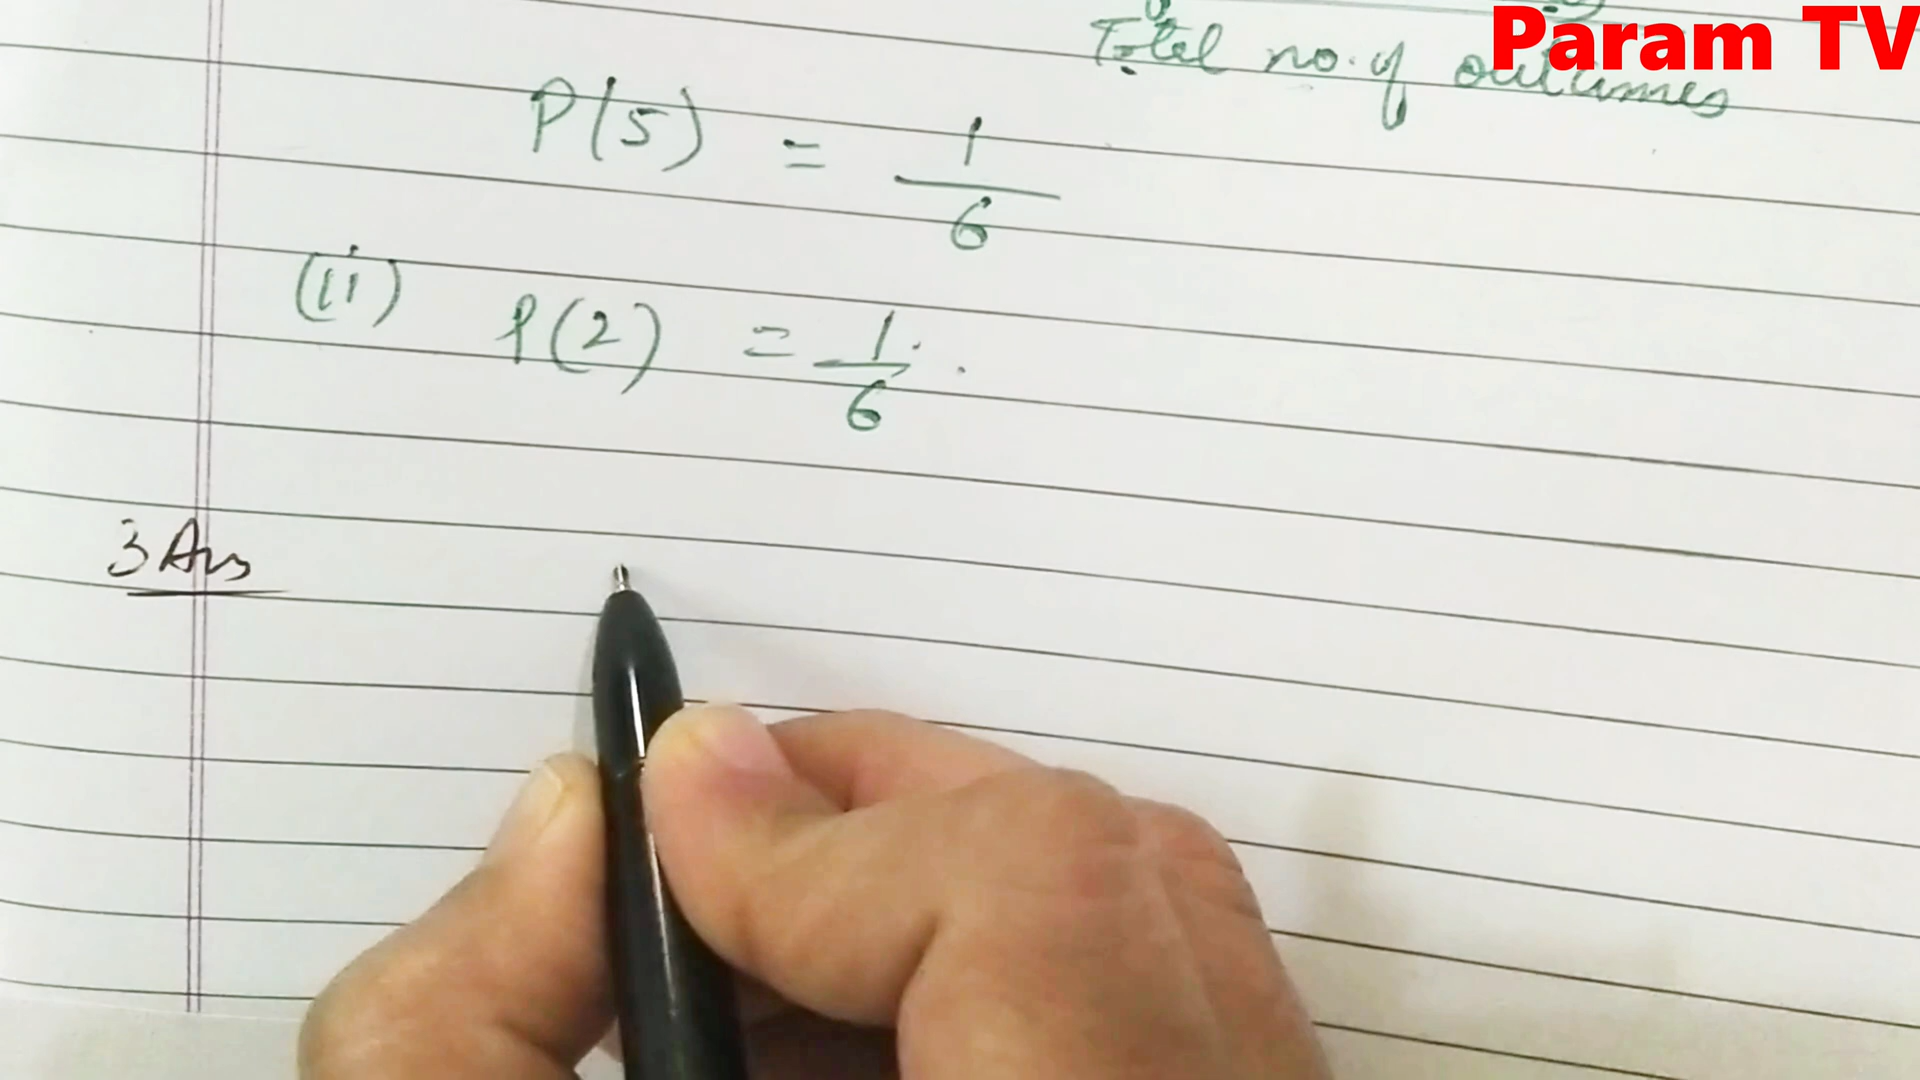 Param TV
Total no. of outcomes
P(5) = 1/6
(ii) P(2) = 1/6.
3 Ans